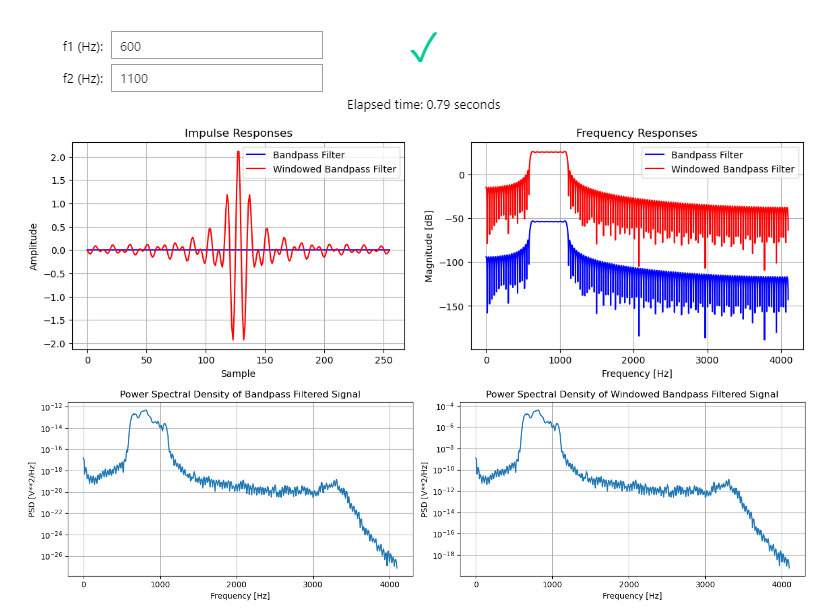 f1 (Hz): 600
f2 (Hz): 1100
Elapsed time: 0.79 seconds
Impulse Responses
Bandpass Filter
Windowed Bandpass Filter
2.0
1.5
1.0
0.5
0.0
−0.5
−1.0
−1.5
−2.0
Amplitude
0 50 100 150 200 250
Sample
Frequency Responses
Bandpass Filter
Windowed Bandpass Filter
0
−50
−100
−150
Magnitude [dB]
0 1000 2000 3000 4000
Frequency [Hz]
Power Spectral Density of Bandpass Filtered Signal
10⁻¹²
10⁻¹⁴
10⁻¹⁶
10⁻¹⁸
10⁻²⁰
10⁻²²
10⁻²⁴
10⁻²⁶
PSD [V**2/Hz]
0 1000 2000 3000 4000
Frequency [Hz]
Power Spectral Density of Windowed Bandpass Filtered Signal
10⁻⁴
10⁻⁶
10⁻⁸
10⁻¹⁰
10⁻¹²
10⁻¹⁴
10⁻¹⁶
10⁻¹⁸
PSD [V**2/Hz]
0 1000 2000 3000 4000
Frequency [Hz]